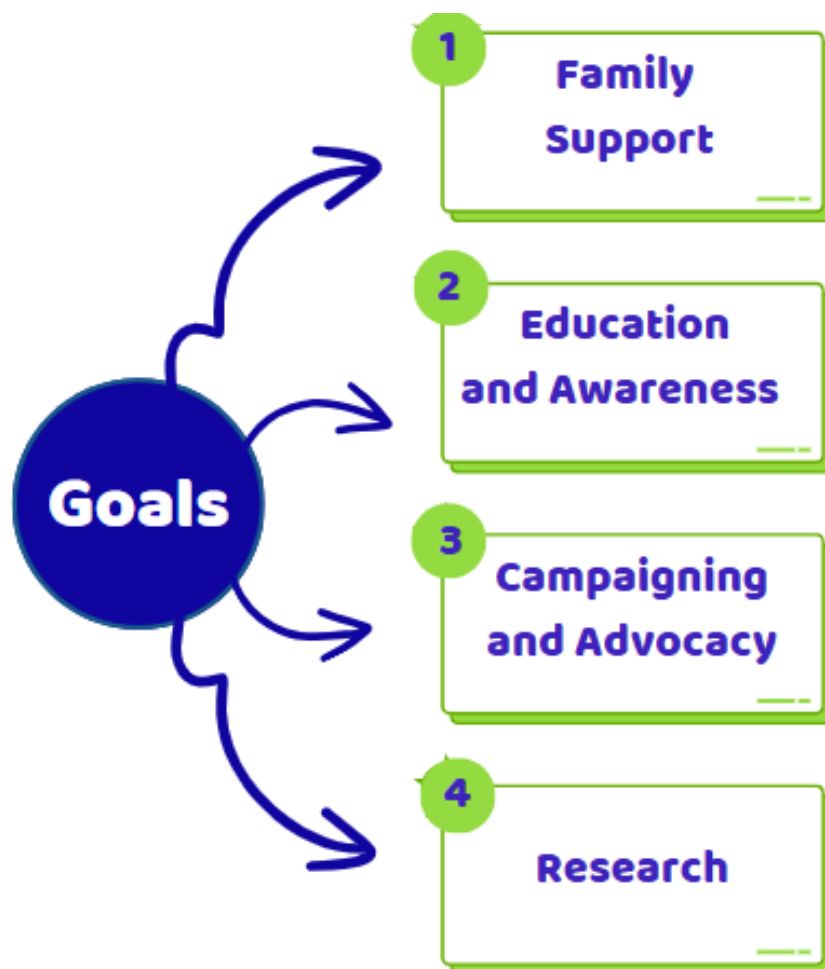 Goals
1
Family
Support
2
Education
and Awareness
3
Campaigning
and Advocacy
4
Research